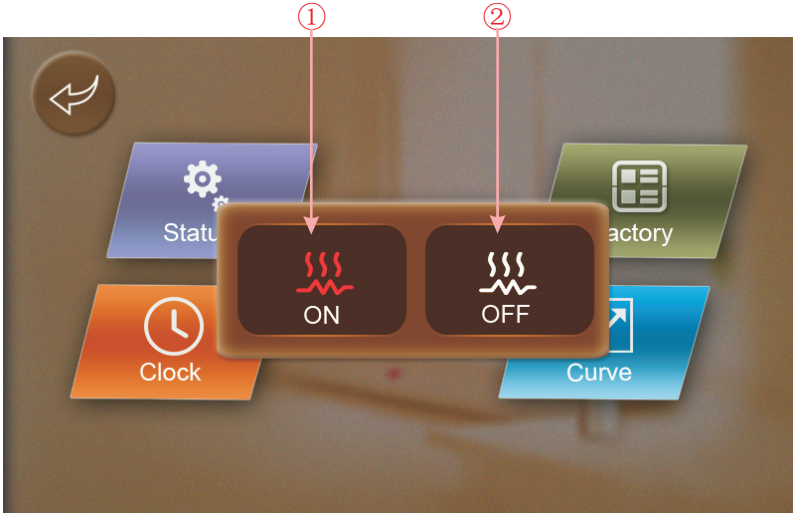 ① ②
Statu
actory
ON OFF
Clock
Curve